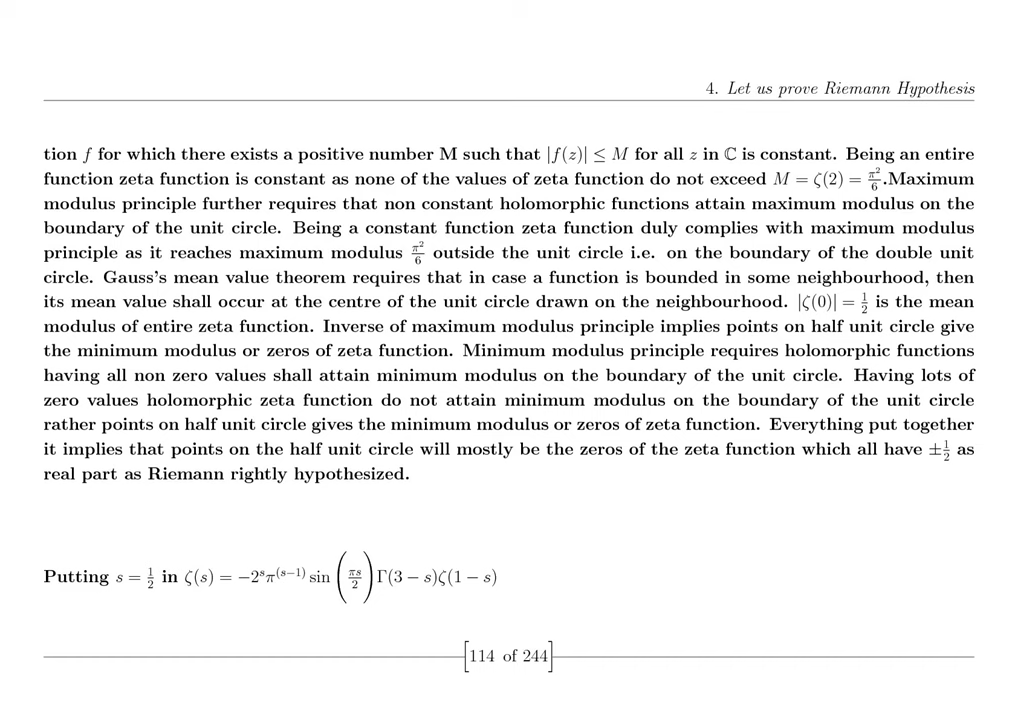 4. Let us prove Riemann Hypothesis
tion f for which there exists a positive number M such that |f(z)| ≤ M for all z in ℂ is constant. Being an entire
function zeta function is constant as none of the values of zeta function do not exceed M = ζ(2) = π²/6.Maximum
modulus principle further requires that non constant holomorphic functions attain maximum modulus on the
boundary of the unit circle. Being a constant function zeta function duly complies with maximum modulus
principle as it reaches maximum modulus π²/6 outside the unit circle i.e. on the boundary of the double unit
circle. Gauss's mean value theorem requires that in case a function is bounded in some neighbourhood, then
its mean value shall occur at the centre of the unit circle drawn on the neighbourhood. |ζ(0)| = 1/2 is the mean
modulus of entire zeta function. Inverse of maximum modulus principle implies points on half unit circle give
the minimum modulus or zeros of zeta function. Minimum modulus principle requires holomorphic functions
having all non zero values shall attain minimum modulus on the boundary of the unit circle. Having lots of
zero values holomorphic zeta function do not attain minimum modulus on the boundary of the unit circle
rather points on half unit circle gives the minimum modulus or zeros of zeta function. Everything put together
it implies that points on the half unit circle will mostly be the zeros of the zeta function which all have ±1/2 as
real part as Riemann rightly hypothesized.
Putting s = 1/2 in ζ(s) = −2^s π^(s−1) sin(πs/2)Γ(3 − s)ζ(1 − s)
[114 of 244]